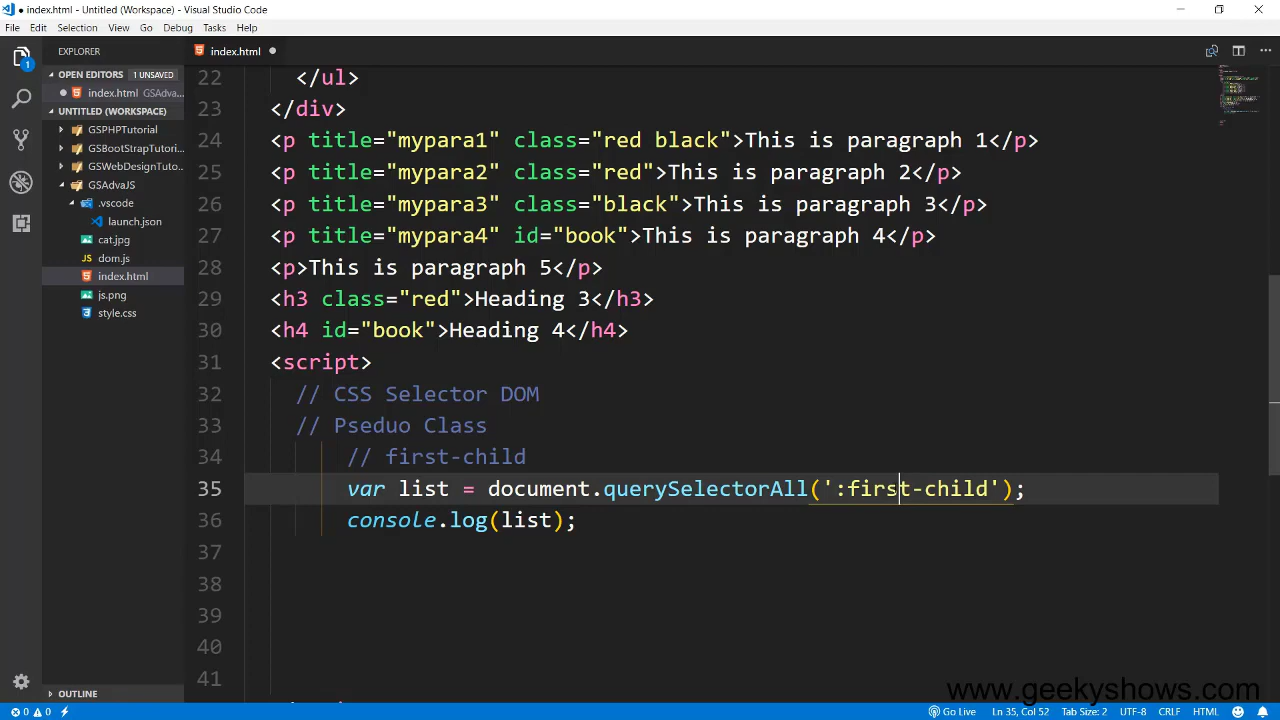 ● index.html - Untitled (Workspace) - Visual Studio Code
File Edit Selection View Go Debug Tasks Help
EXPLORER
OPEN EDITORS 1 UNSAVED
● index.html GSAdva...
UNTITLED (WORKSPACE)
GSPHPTutorial
GSBootStrapTutori...
GSWebDesignTuto...
GSAdvaJS
.vscode
launch.json
cat.jpg
JS dom.js
index.html
js.png
style.css
OUTLINE
1
index.html ●
22 </ul>
23 </div>
24 <p title="mypara1" class="red black">This is paragraph 1</p>
25 <p title="mypara2" class="red">This is paragraph 2</p>
26 <p title="mypara3" class="black">This is paragraph 3</p>
27 <p title="mypara4" id="book">This is paragraph 4</p>
28 <p>This is paragraph 5</p>
29 <h3 class="red">Heading 3</h3>
30 <h4 id="book">Heading 4</h4>
31 <script>
32 // CSS Selector DOM
33 // Pseduo Class
34 // first-child
35 var list = document.querySelectorAll(':first-child');
36 console.log(list);
37
38
39
40
41
www.geekyshows.com
0 0 Go Live Ln 35, Col 52 Tab Size: 2 UTF-8 CRLF HTML